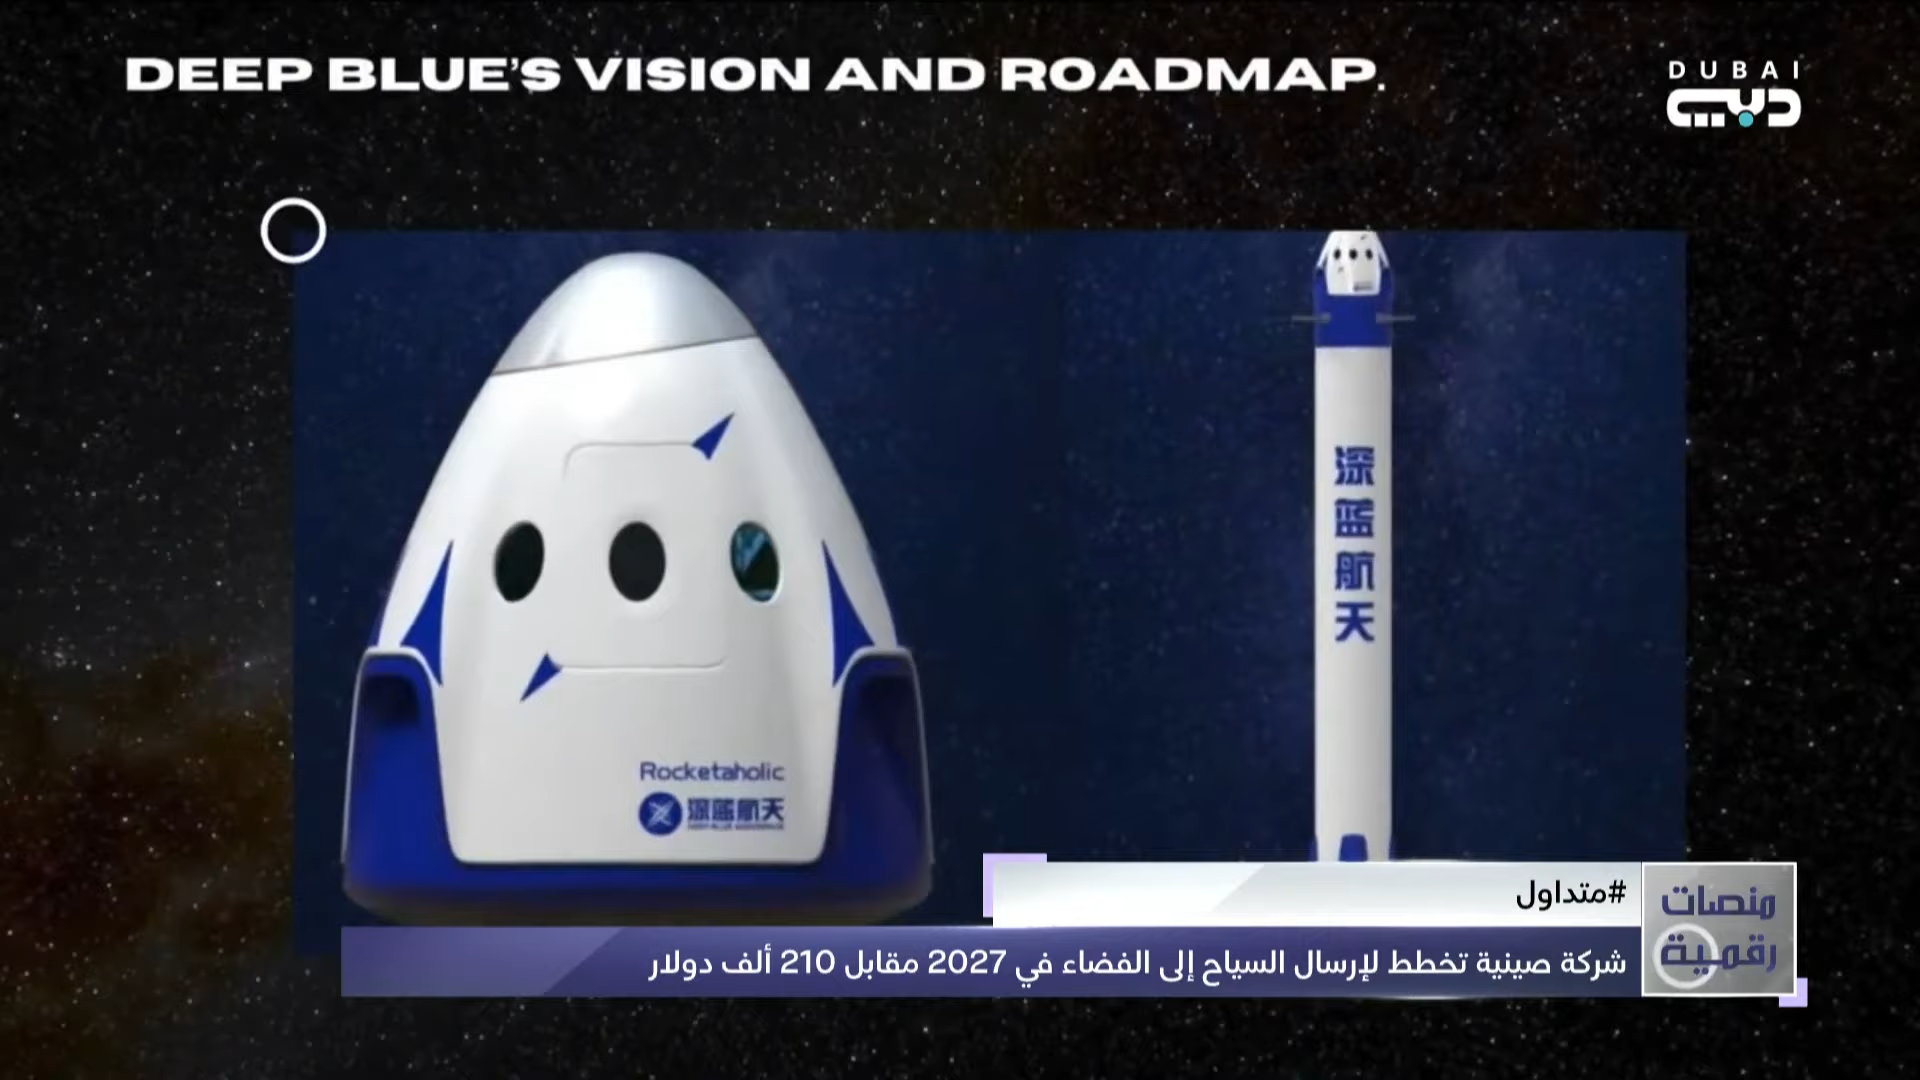 DEEP BLUE'S VISION AND ROADMAP.
DUBAI
دبي
深蓝航天
Rocketaholic
深蓝航天
#متداول
شركة صينية تخطط لإرسال السياح إلى الفضاء في 2027 مقابل 210 ألف دولار
منصات
رقمية